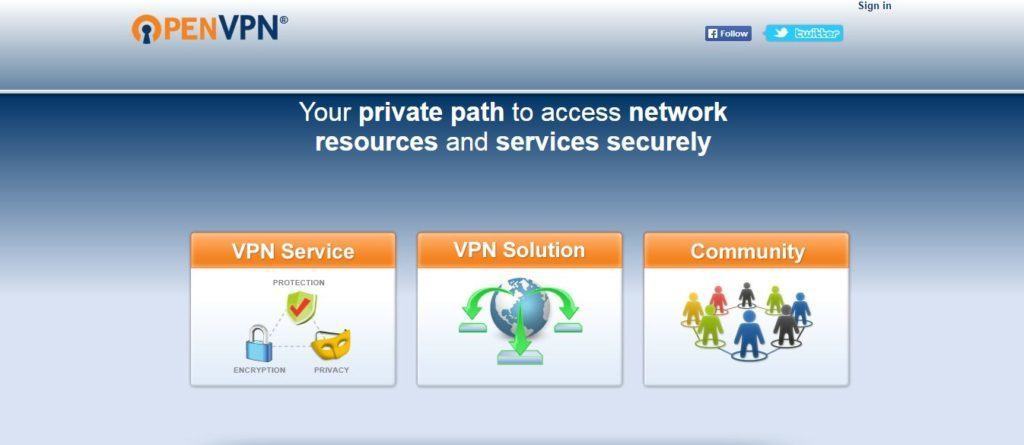 Sign in
OPENVPN®
Follow
twitter
Your private path to access network
resources and services securely
VPN Service
VPN Solution
Community
PROTECTION
ENCRYPTION
PRIVACY